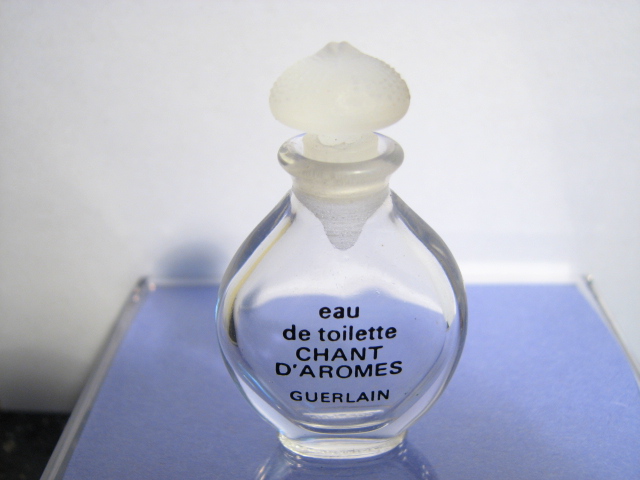 eau
de toilette
CHANT
D'AROMES
GUERLAIN